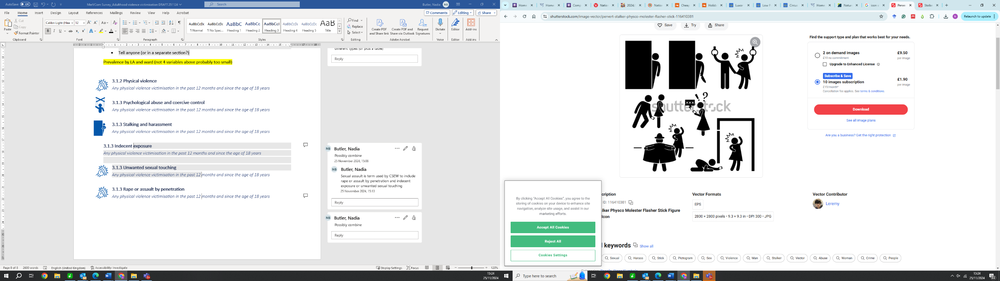 AutoSave Off
MerVCom Survey_Adulthood violence victimisation DRAFT 251124
Search
Butler, Nadia NB
File Home Insert Design Layout References Mailings Review View Help Acrobat
Comments Editing Share
Paste
Cut
Copy
Format Painter
Calibri Light (Hea 12
Find
Replace
Select
AaBbCcDc AaBbCcDc AaBbC AaBbCc AaBbCcI AaBbCcDc AaBbCcDc AaB
¶ Normal ¶ No Spac... Heading 1 Heading 2 Heading 3 Heading 4 Heading 5 Title
Create PDF and Share link
Create PDF and Share via Outlook
Request Signatures
Dictate
Editor
Add-ins
Clipboard Font Paragraph Styles Editing Adobe Acrobat Voice Editor Add-ins
• Tell anyone (or in a separate section?)
Prevalence by LA and ward (not 4 variables above probably too small)
3.1.2 Physical violence
Any physical violence victimisation in the past 12 months and since the age of 18 years
3.1.3 Psychological abuse and coercive control
Any physical violence victimisation in the past 12 months and since the age of 18 years
3.1.3 Stalking and harassment
Any physical violence victimisation in the past 12 months and since the age of 18 years
3.1.3 Indecent exposure
Any physical violence victimisation in the past 12 months and since the age of 18 years
3.1.3 Unwanted sexual touching
Any physical violence victimisation in the past 12 months and since the age of 18 years
3.1.3 Rape or assault by penetration
Any physical violence victimisation in the past 12 months and since the age of 18 years
different types (or plus a table)
Reply
NB Butler, Nadia
Possibly combine
25 November 2024, 15:08
NB Butler, Nadia
Sexual assault is term used by CSEW to include
rape or assault by penetration and indecent
exposure or unwanted sexual touching
25 November 2024, 15:13
Reply
NB Butler, Nadia
Possibly combine
Reply
Page 8 of 8 2600 words English (United Kingdom) Accessibility: Investigate
Display Settings Focus 120%
15:24
25/11/2024
Home Home Comp Natio 2024/ Natio Cheap Holid Luxor Low P Circus Home Natur icon s Perver Stalke
shutterstock.com/image-vector/pervert-stalker-physco-molester-flasher-stick-116410381
Relaunch to update
Save Try Share
shutterstock
XXX
!?
Find the support type and plan that works best for your needs.
2 on demand images £9.50
£19 no commitment per image
Upgrade to Enhanced License
Subscribe & Save
10 images subscription £1.90
£19/month* per image
Cancellation fee applies. See terms & conditions
Download
See all image plans
Are you a business? Get the right protection
By clicking "Accept All Cookies", you agree to the
storing of cookies on your device to enhance site
navigation, analyze site usage, and assist in our
marketing efforts.
Accept All Cookies
Reject All
Cookies Settings
cription
ID: 116410381
lker Physco Molester Flasher Stick Figure
Icon
Vector Formats
EPS
2800 × 2800 pixels • 9.3 × 9.3 in • DPI 300 • JPG
Vector Contributor
Leremy
keywords Show all
Sexual Harass Stick Pictogram Sex Violence Man Stalker Vector Abuse Woman Crime People
Type here to search
15:24
25/11/2024